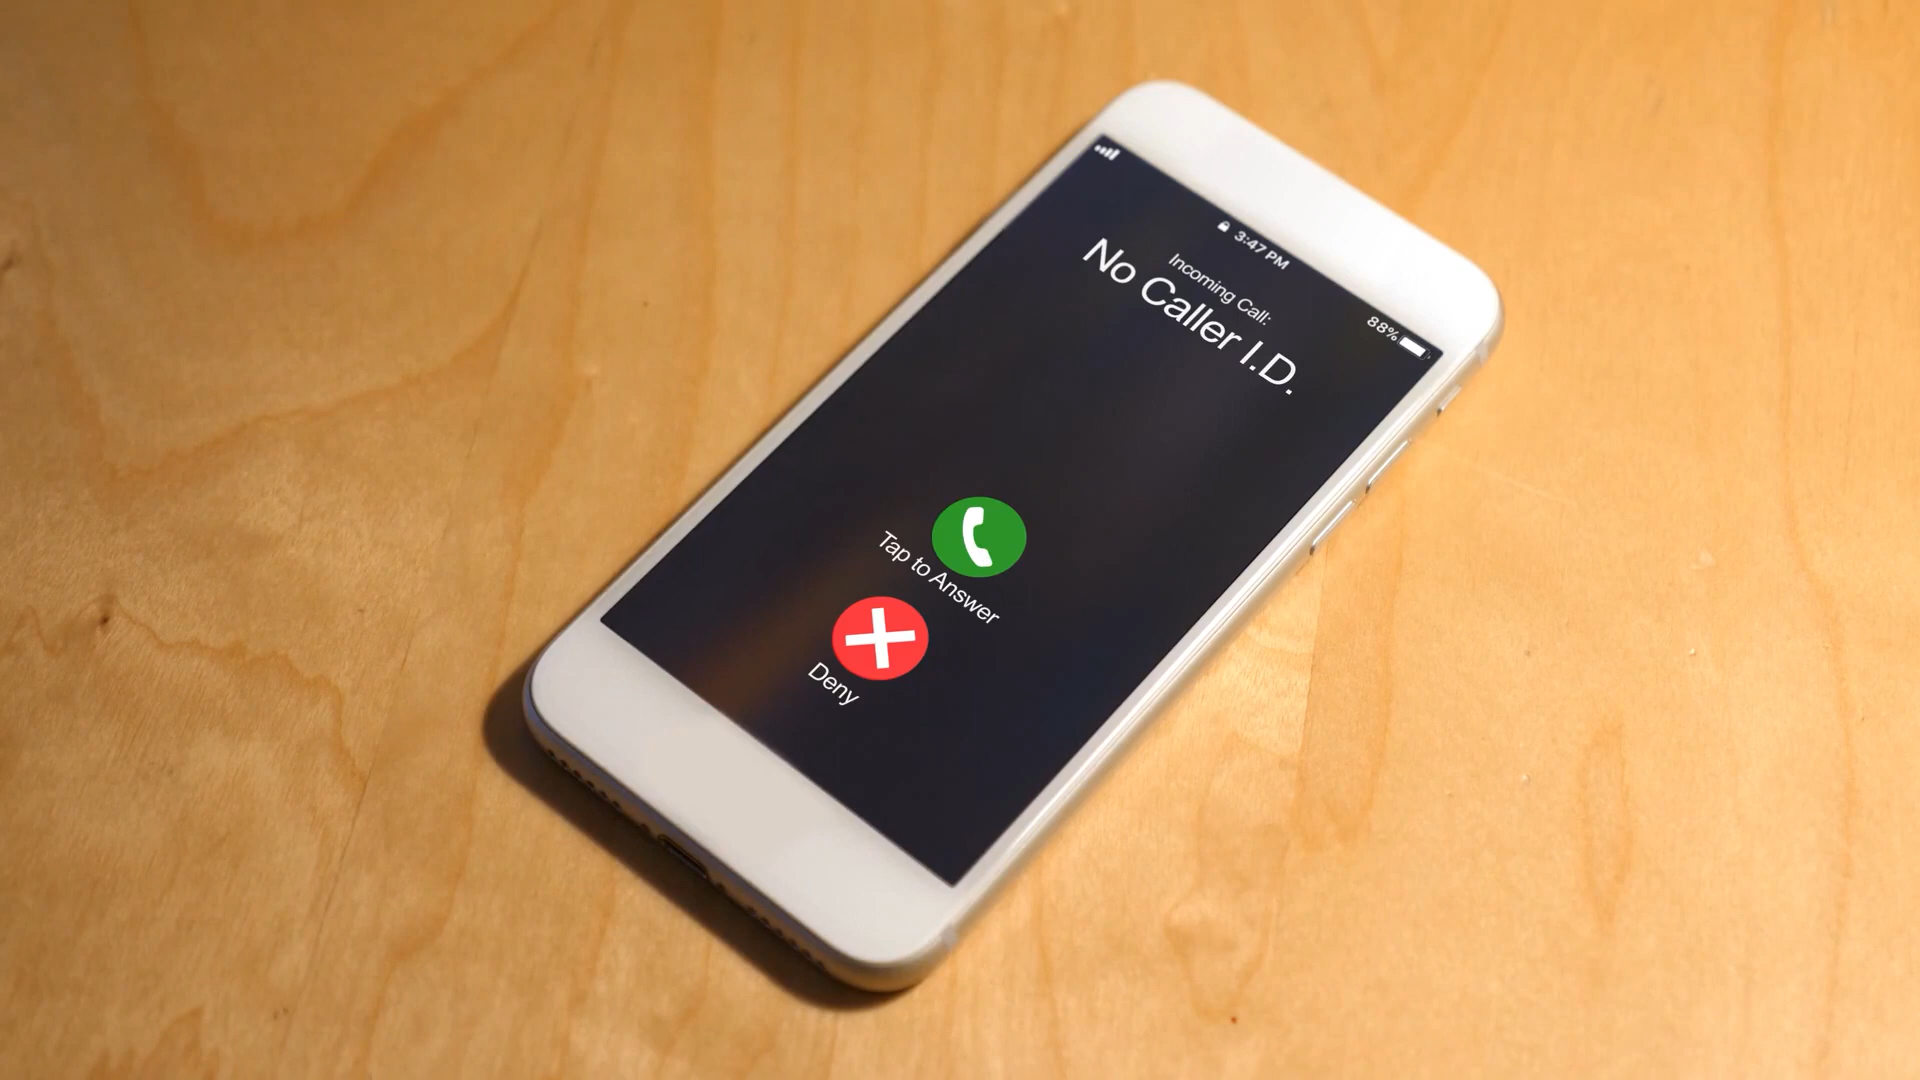 3:47 PM
88%
Incoming Call:
No Caller I.D.
Tap to Answer
Deny